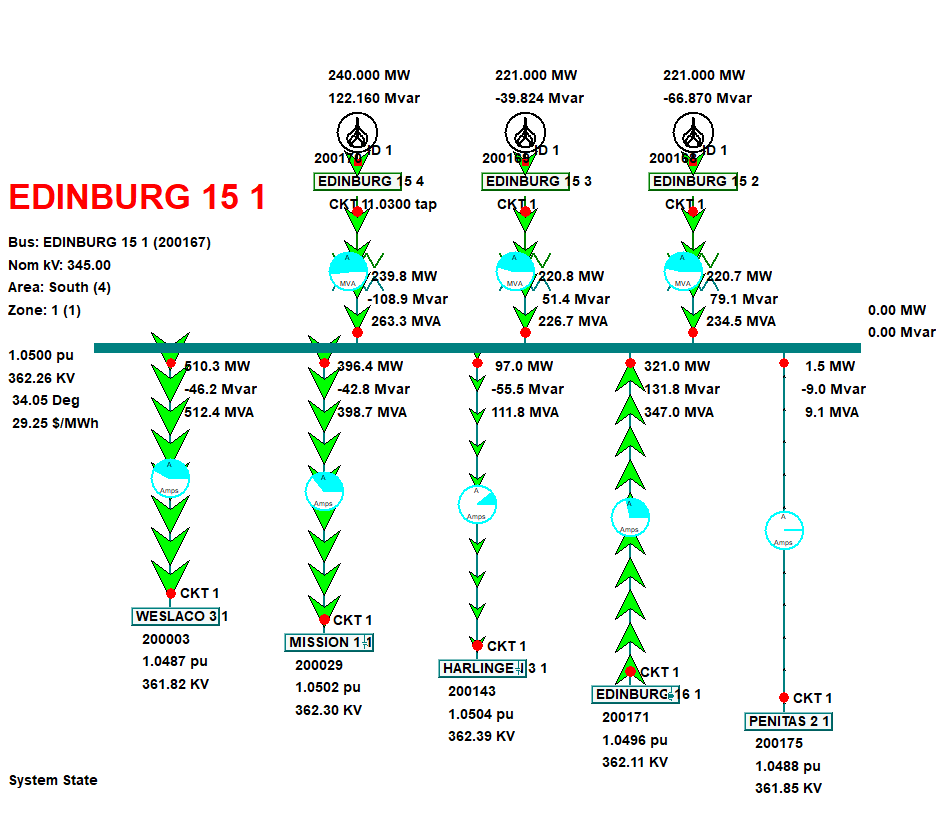 240.000 MW
122.160 Mvar
221.000 MW
-39.824 Mvar
221.000 MW
-66.870 Mvar
ID 1
ID 1
ID 1
EDINBURG 15 4
EDINBURG 15 3
EDINBURG 15 2
CKT 1 1.0300 tap
CKT 1
CKT 1
EDINBURG 15 1
Bus: EDINBURG 15 1 (200167)
Nom kV: 345.00
Area: South (4)
Zone: 1 (1)
A
MVA
239.8 MW
-108.9 Mvar
263.3 MVA
A
MVA
220.8 MW
51.4 Mvar
226.7 MVA
A
MVA
220.7 MW
79.1 Mvar
234.5 MVA
0.00 MW
0.00 Mvar
1.0500 pu
362.26 KV
34.05 Deg
29.25 $/MWh
510.3 MW
-46.2 Mvar
512.4 MVA
396.4 MW
-42.8 Mvar
398.7 MVA
97.0 MW
-55.5 Mvar
111.8 MVA
321.0 MW
131.8 Mvar
347.0 MVA
1.5 MW
-9.0 Mvar
9.1 MVA
A
Amps
A
Amps
A
Amps
A
Amps
A
Amps
CKT 1
WESLACO 3 1
200003
1.0487 pu
361.82 KV
CKT 1
MISSION 1 1
200029
1.0502 pu
362.30 KV
CKT 1
HARLINGEN 3 1
200143
1.0504 pu
362.39 KV
CKT 1
EDINBURG 16 1
200171
1.0496 pu
362.11 KV
CKT 1
PENITAS 2 1
200175
1.0488 pu
361.85 KV
System State